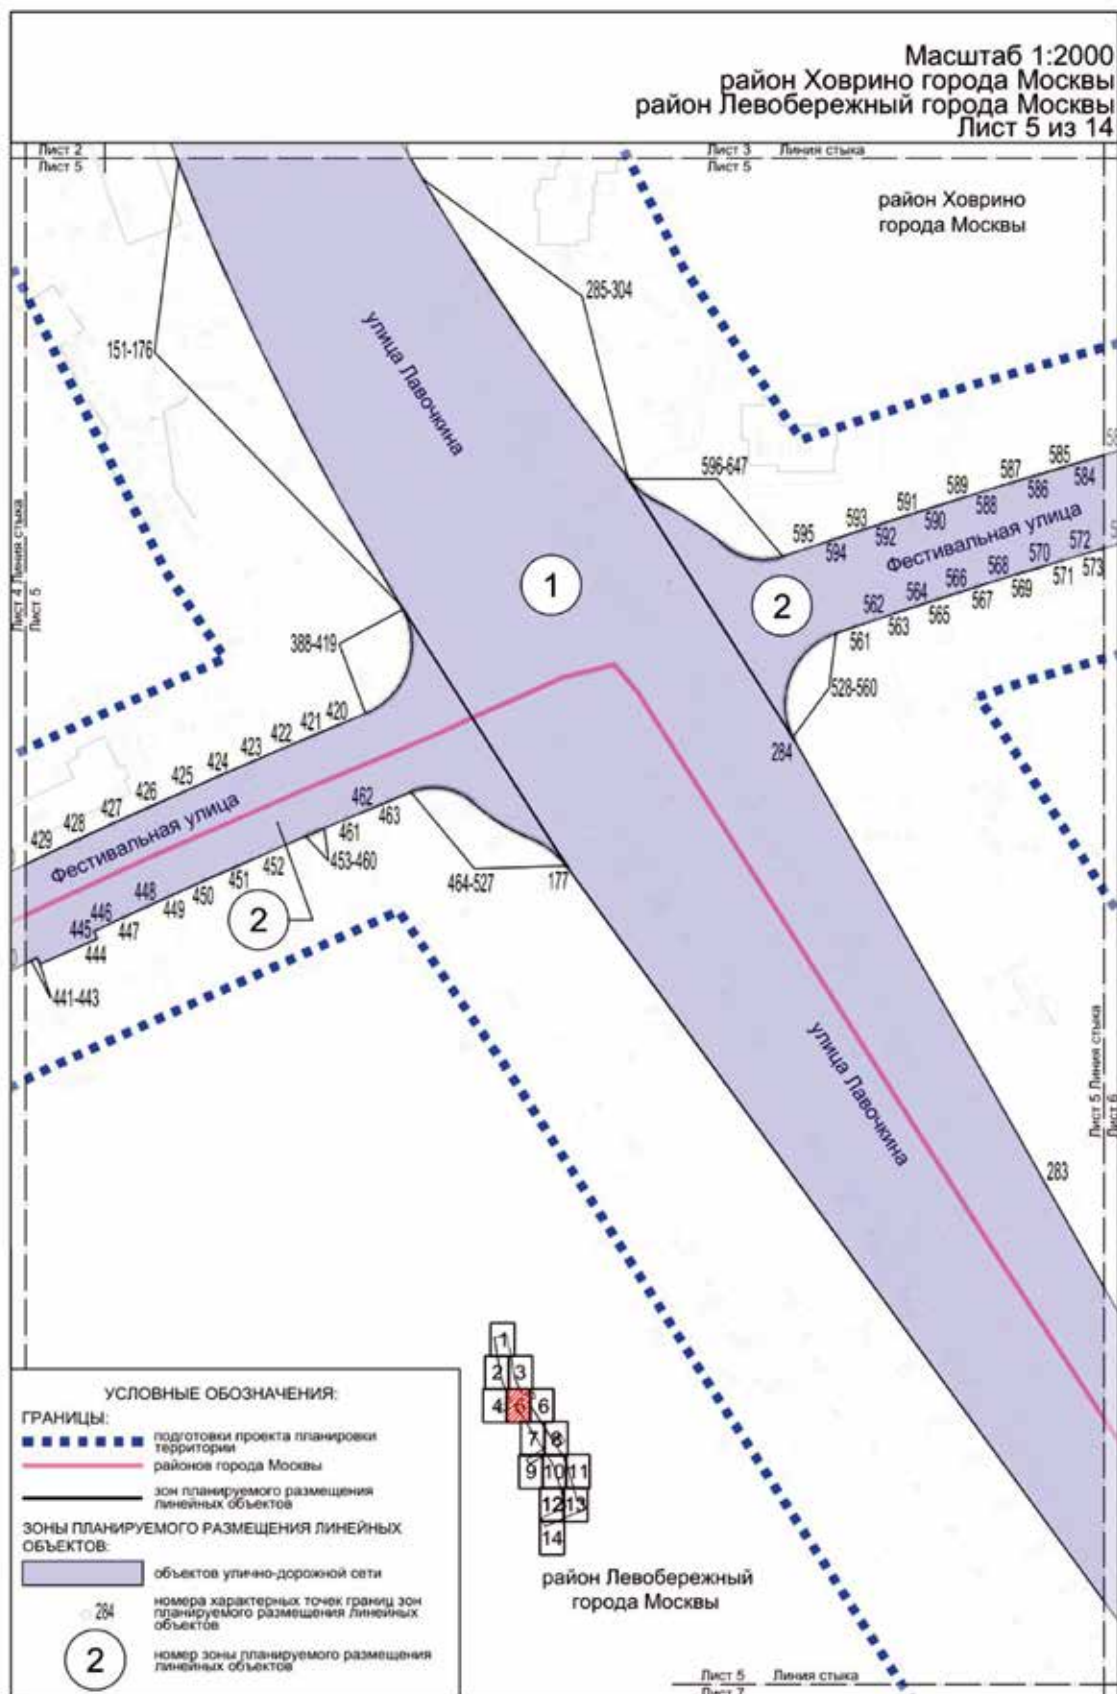 Масштаб 1:2000
район Ховрино города Москвы
район Левобережный города Москвы
Лист 5 из 14
Лист 2
Лист 5
Лист 3 Линия стыка
Лист 5
район Ховрино
города Москвы
285-304
151-176
улица Лавочкина
596-647
585
587
589
591
593
595
584
586
588
590
592
594
Фестивальная улица
572
570
568
566
564
562
573
571
569
567
565
563
561
1
2
Лист 4 Линия стыка
Лист 5
388-419
528-560
284
420
421
422
423
424
425
426
427
428
429
Фестивальная улица
462
463
461
453-460
452
451
450
449
448
447
446
445
444
441-443
2
464-527
177
улица Лавочкина
283
Лист 5 Линия стыка
Лист 6
1
2 3
4 6
7 8
9 10 11
12 13
14
район Левобережный
города Москвы
УСЛОВНЫЕ ОБОЗНАЧЕНИЯ:
ГРАНИЦЫ:
подготовки проекта планировки
территории
районов города Москвы
зон планируемого размещения
линейных объектов
ЗОНЫ ПЛАНИРУЕМОГО РАЗМЕЩЕНИЯ ЛИНЕЙНЫХ
ОБЪЕКТОВ:
объектов улично-дорожной сети
284
номера характерных точек границ зон
планируемого размещения линейных
объектов
2
номер зоны планируемого размещения
линейных объектов
Лист 5 Линия стыка
Лист 7